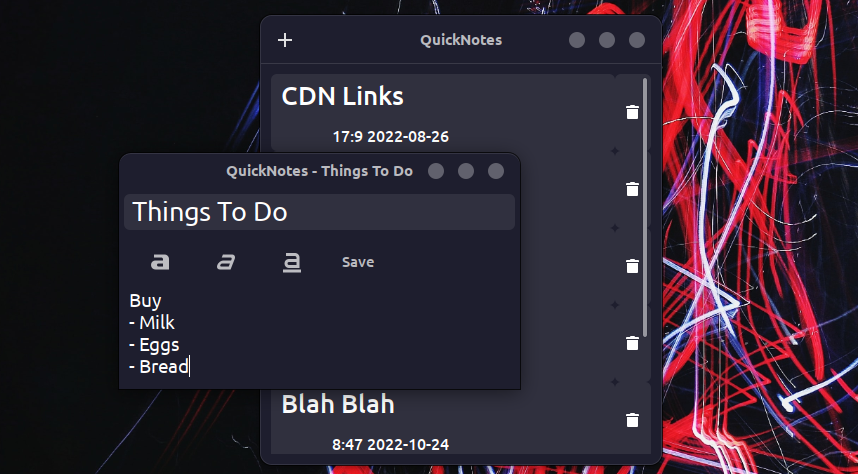 QuickNotes
CDN Links
17:9 2022-08-26
QuickNotes - Things To Do
Things To Do
a a a Save
Buy
- Milk
- Eggs
- Bread
Blah Blah
8:47 2022-10-24